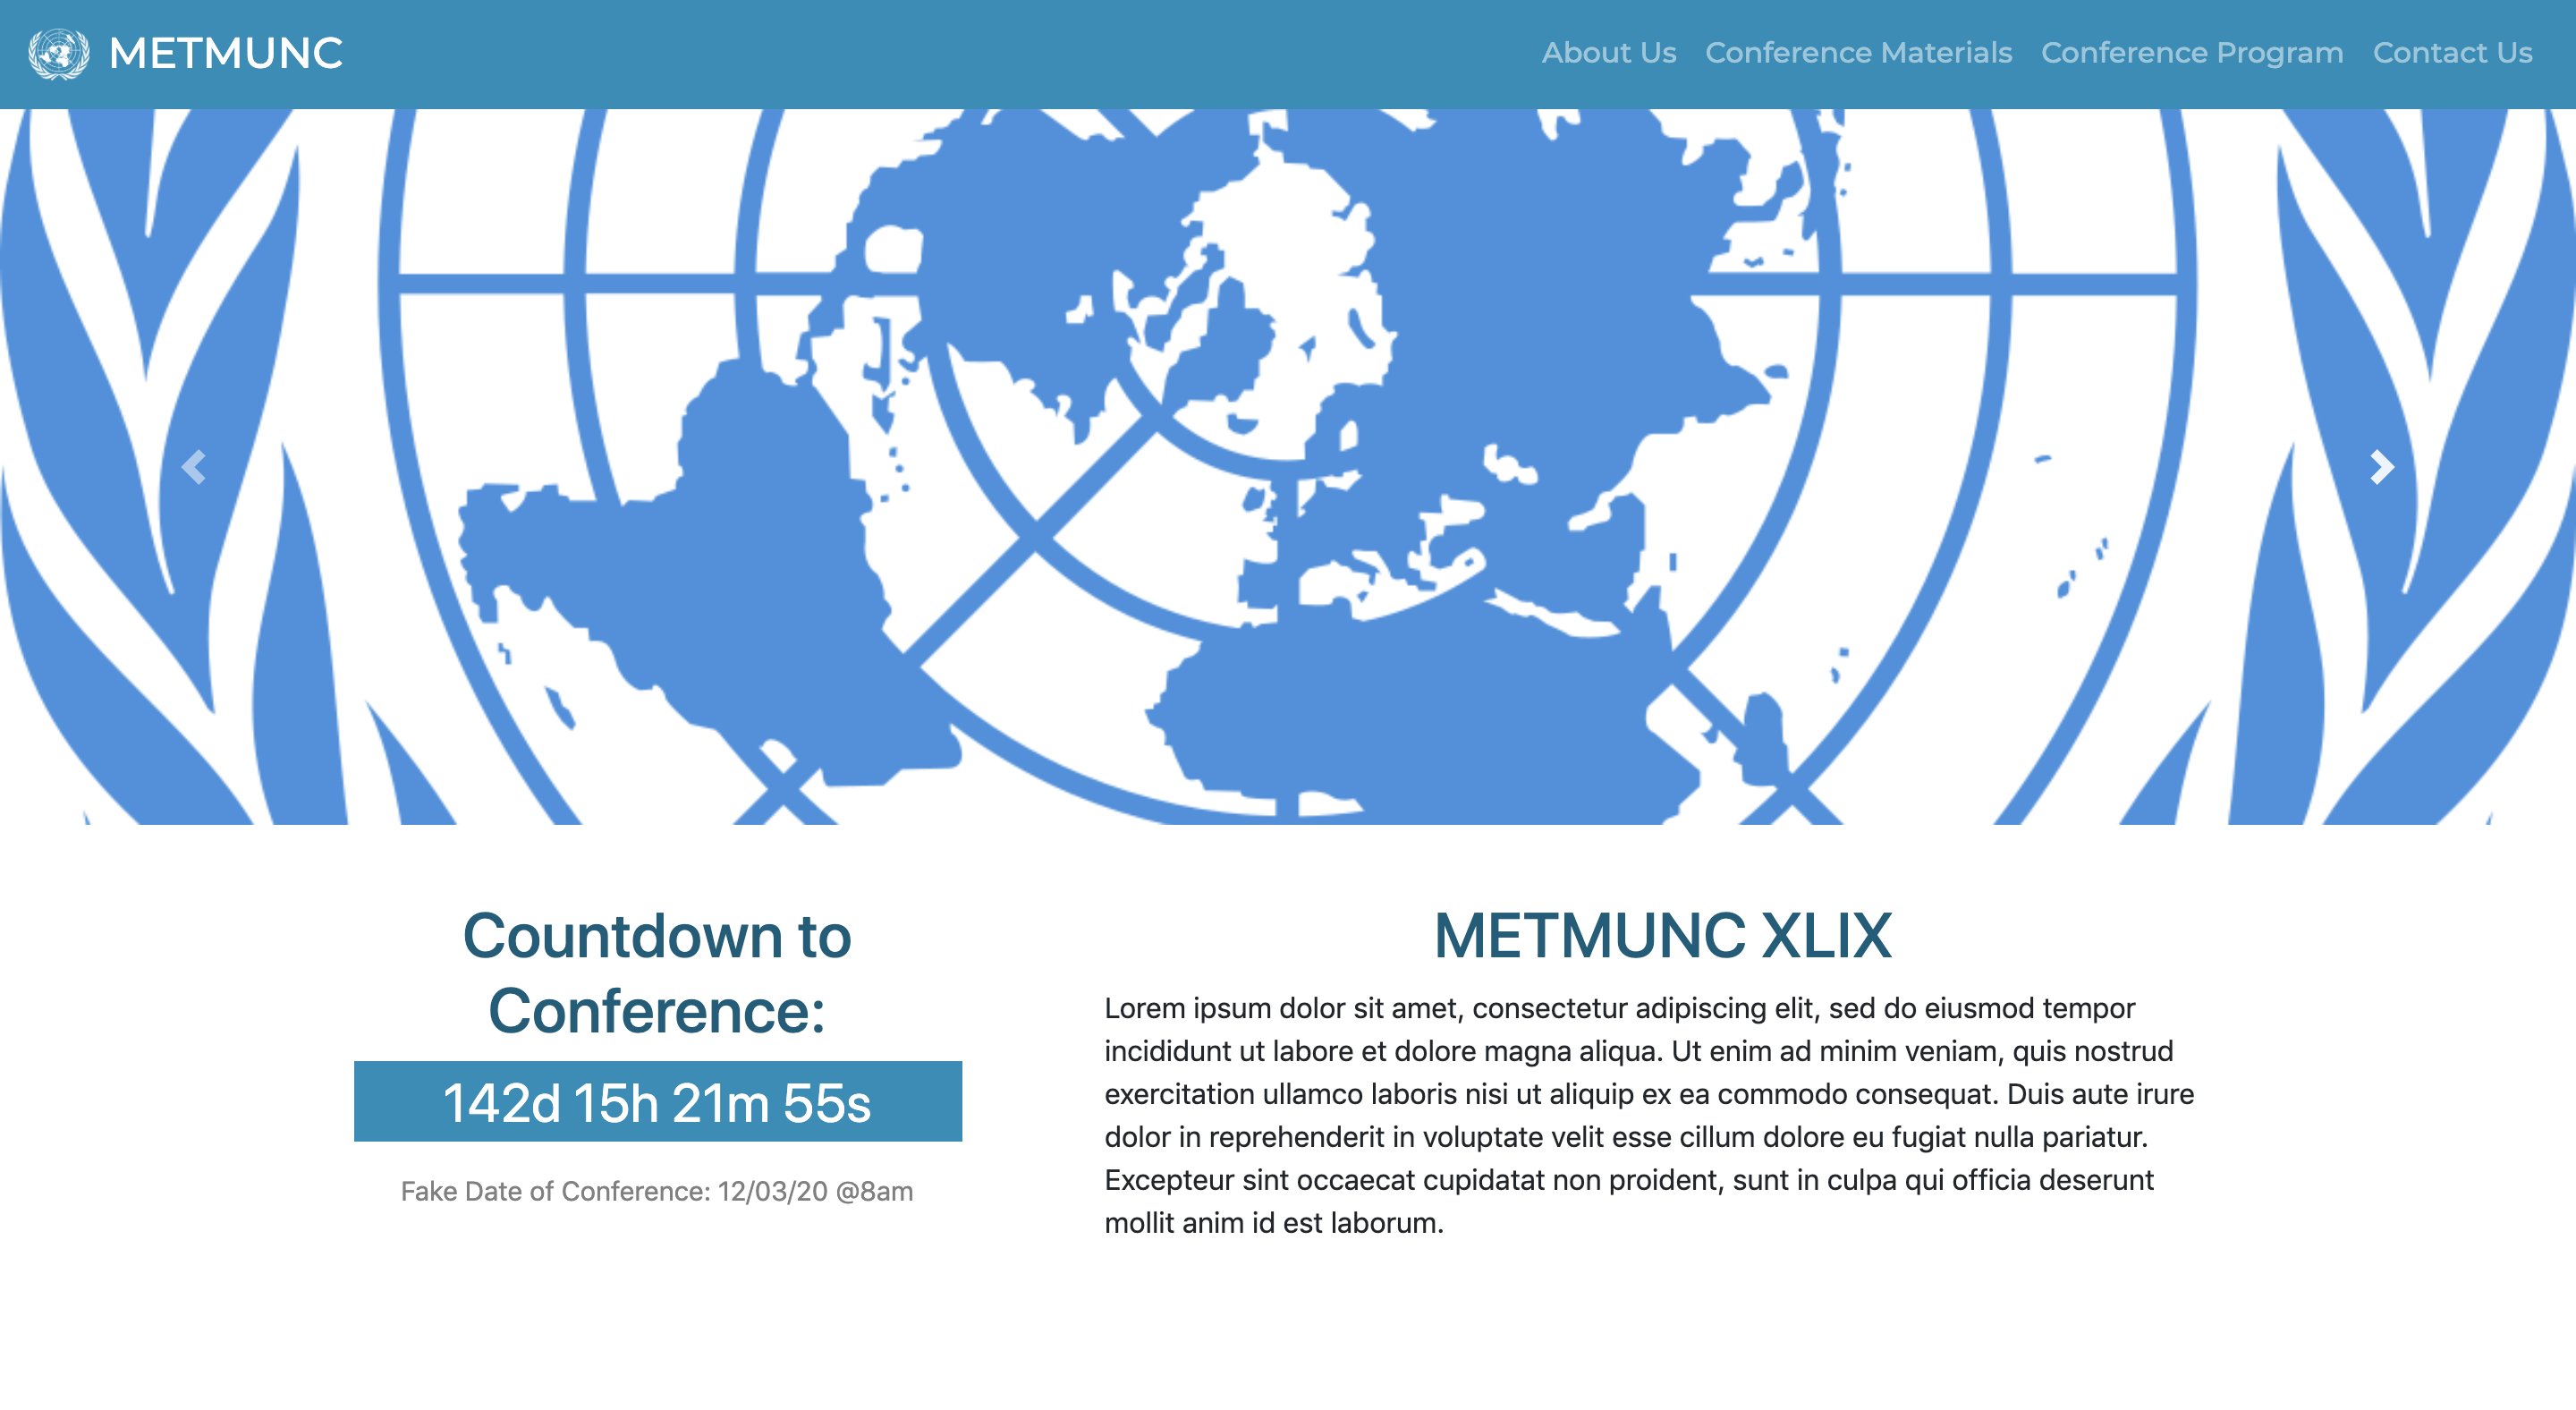 METMUNC
About Us Conference Materials Conference Program Contact Us
Countdown to
Conference:
142d 15h 21m 55s
Fake Date of Conference: 12/03/20 @8am
METMUNC XLIX
Lorem ipsum dolor sit amet, consectetur adipiscing elit, sed do eiusmod tempor
incididunt ut labore et dolore magna aliqua. Ut enim ad minim veniam, quis nostrud
exercitation ullamco laboris nisi ut aliquip ex ea commodo consequat. Duis aute irure
dolor in reprehenderit in voluptate velit esse cillum dolore eu fugiat nulla pariatur.
Excepteur sint occaecat cupidatat non proident, sunt in culpa qui officia deserunt
mollit anim id est laborum.